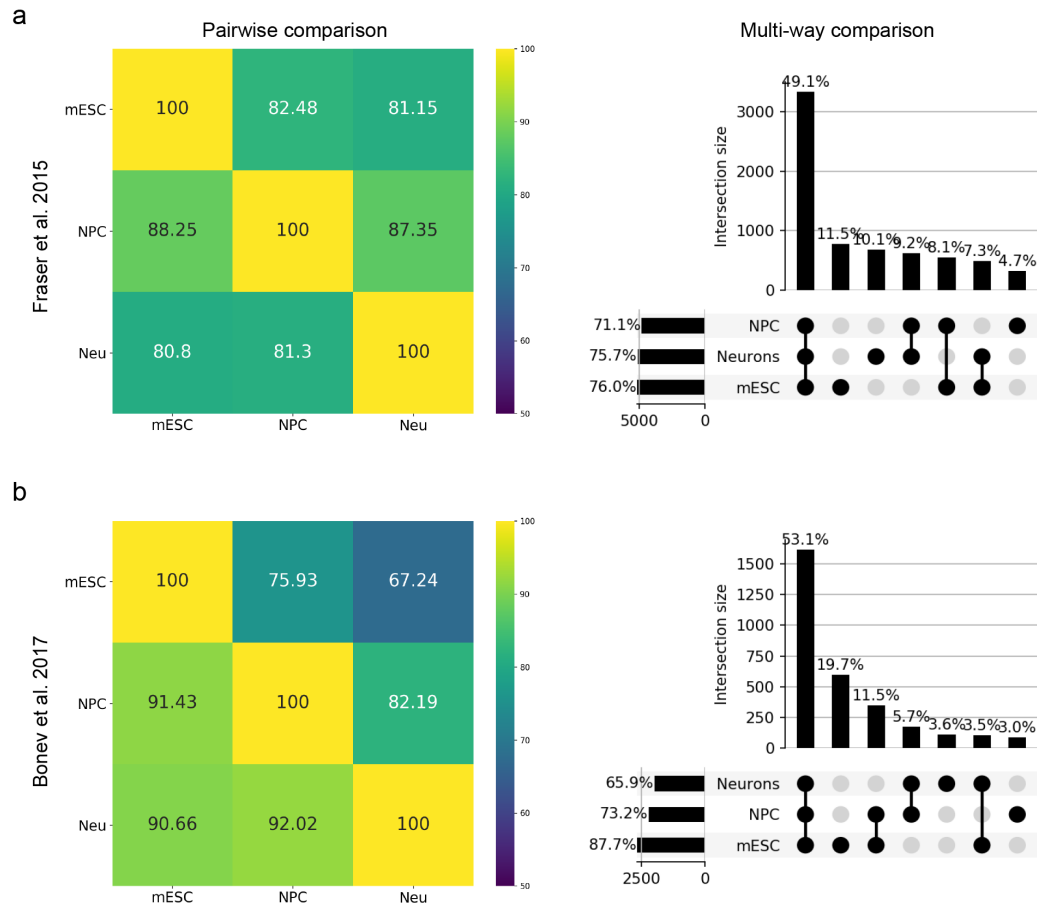 a
Pairwise comparison
Multi-way comparison
Fraser et al. 2015
mESC
100
82.48
81.15
NPC
88.25
100
87.35
Neu
80.8
81.3
100
mESC
NPC
Neu
100
90
80
70
60
50
Intersection size
3000
2000
1000
0
49.1%
11.5%
10.1%
9.2%
8.1%
7.3%
4.7%
71.1%
NPC
75.7%
Neurons
76.0%
mESC
5000
0
b
Bonev et al. 2017
mESC
100
75.93
67.24
NPC
91.43
100
82.19
Neu
90.66
92.02
100
mESC
NPC
Neu
100
90
80
70
60
50
Intersection size
1500
1250
1000
750
500
250
0
53.1%
19.7%
11.5%
5.7%
3.6%
3.5%
3.0%
65.9%
Neurons
73.2%
NPC
87.7%
mESC
2500
0